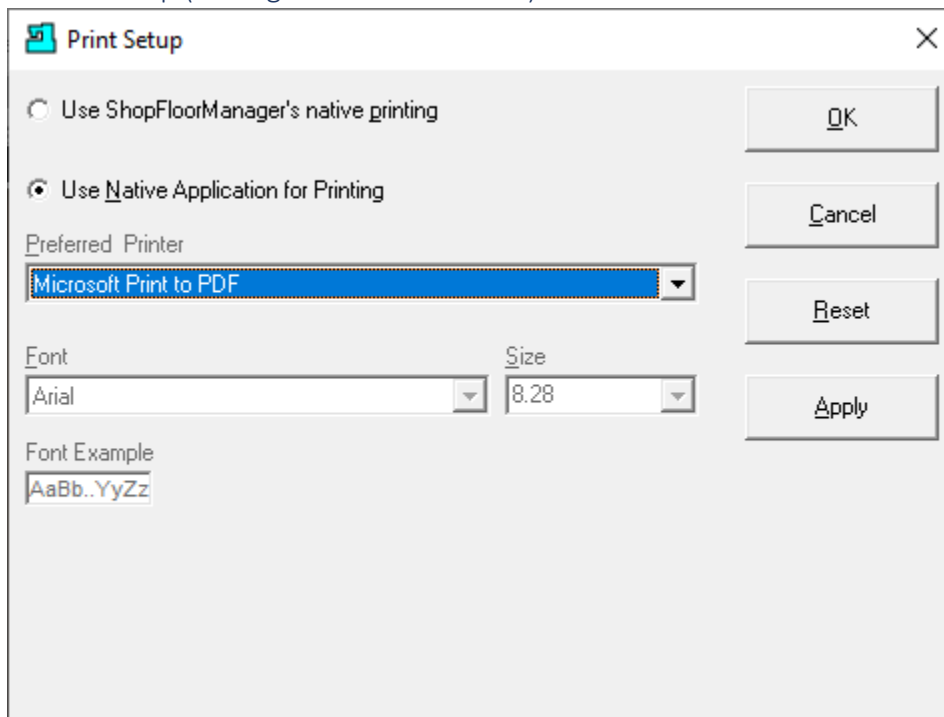 Print Setup
Use ShopFloorManager's native printing
OK
Use Native Application for Printing
Cancel
Preferred Printer
Microsoft Print to PDF
Reset
Font
Size
Arial
8.28
Apply
Font Example
AaBb..YyZz